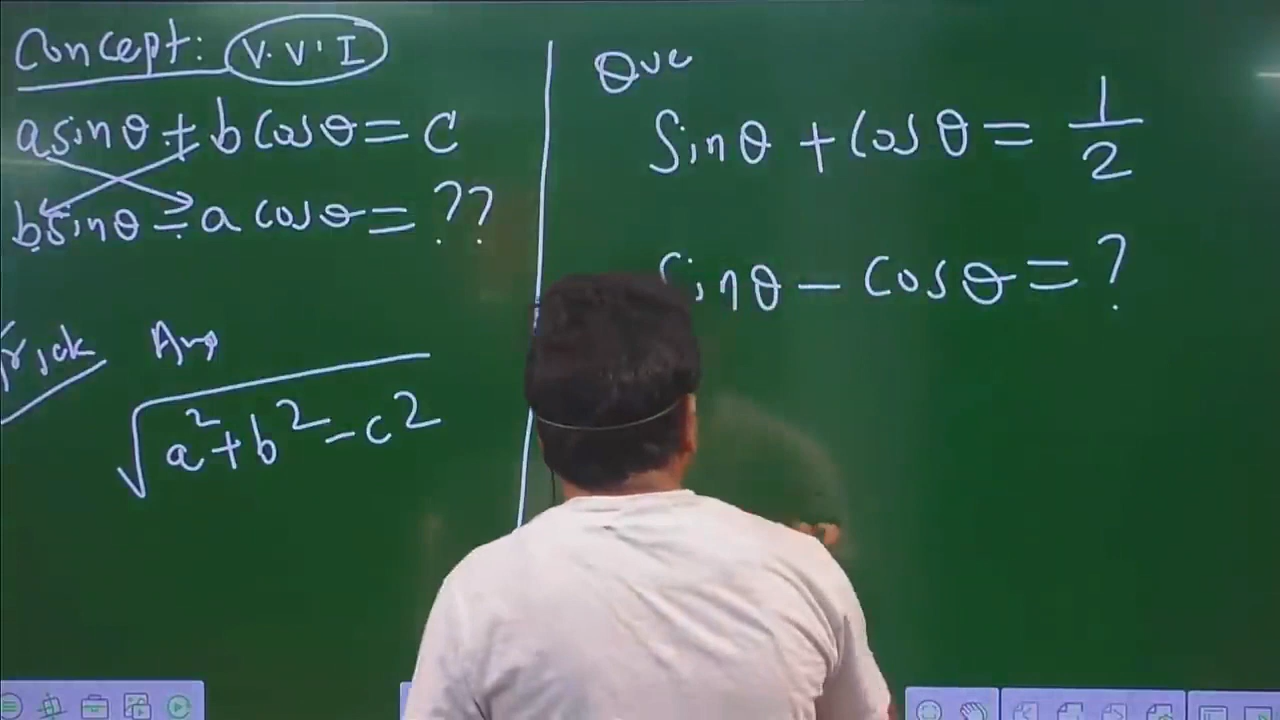 Concept: V.V.I
asinθ + bcosθ = c
bsinθ - acosθ = ??
Trick Ans
√a²+b²-c²
Que
Sinθ + Cosθ = 1/2
Sinθ - Cosθ = ?